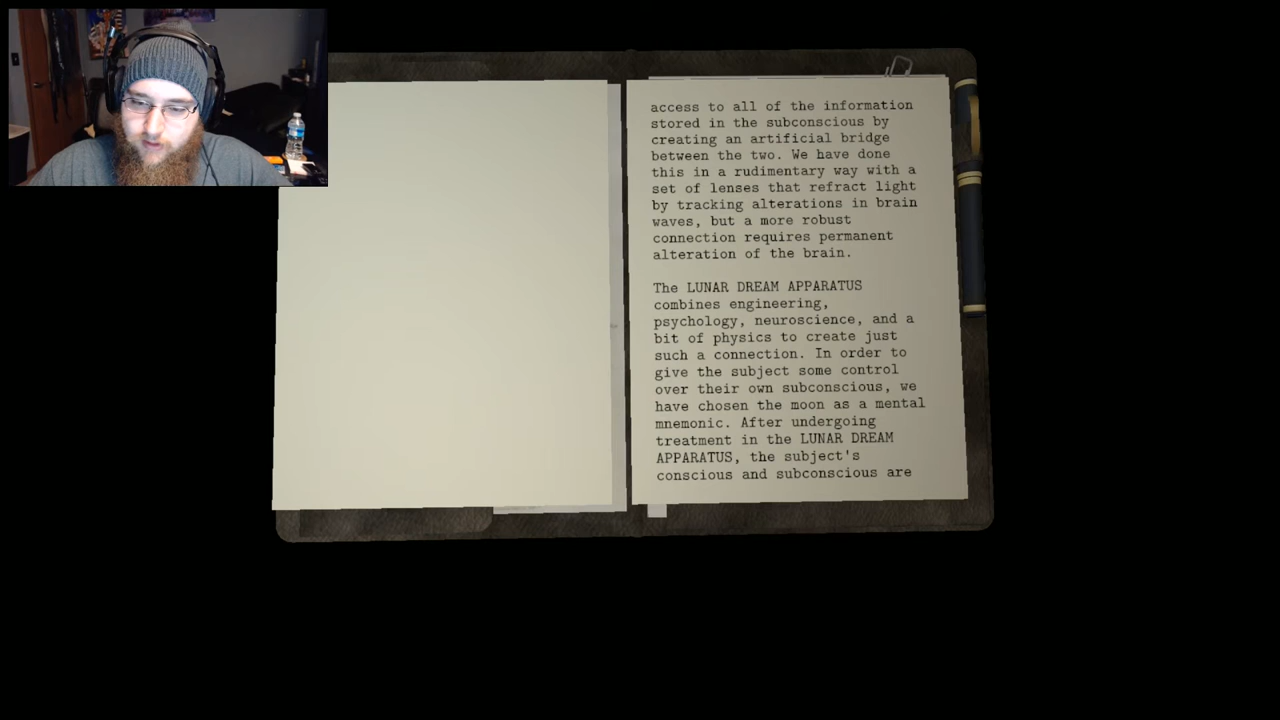 access to all of the information
stored in the subconscious by
creating an artificial bridge
between the two. We have done
this in a rudimentary way with a
set of lenses that refract light
by tracking alterations in brain
waves, but a more robust
connection requires permanent
alteration of the brain.
The LUNAR DREAM APPARATUS
combines engineering,
psychology, neuroscience, and a
bit of physics to create just
such a connection. In order to
give the subject some control
over their own subconscious, we
have chosen the moon as a mental
mnemonic. After undergoing
treatment in the LUNAR DREAM
APPARATUS, the subject's
conscious and subconscious are